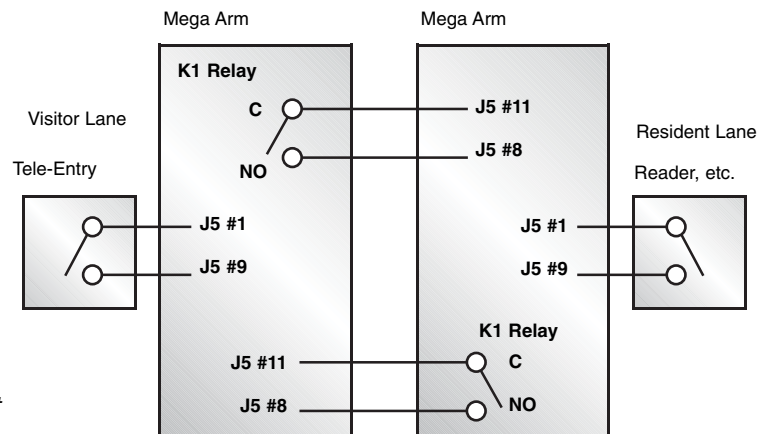 Mega Arm
Mega Arm
K1 Relay
C
NO
J5 #11
J5 #8
Visitor Lane
Tele-Entry
Resident Lane
Reader, etc.
J5 #1
J5 #9
J5 #1
J5 #9
K1 Relay
C
NO
J5 #11
J5 #8